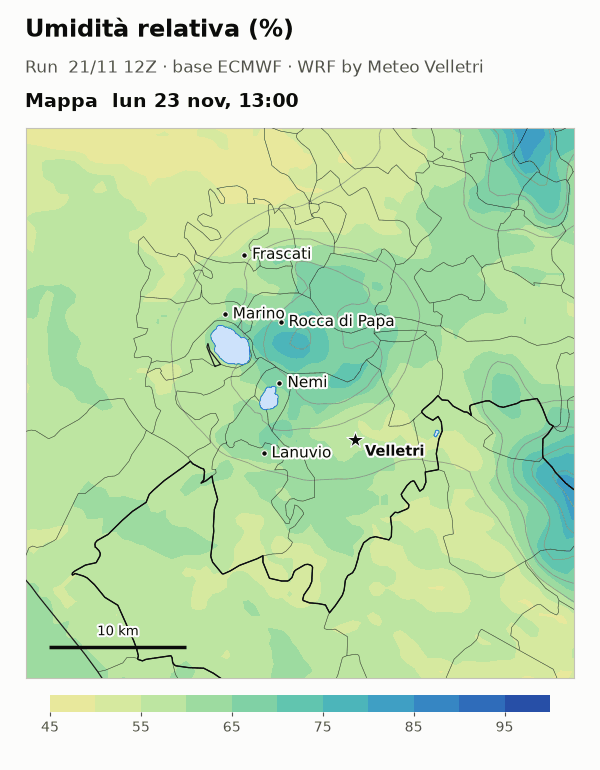 Umidità relativa (%)
Run  21/11 12Z · base ECMWF · WRF by Meteo Velletri
Mappa  lun 23 nov, 13:00
Frascati
Marino
Rocca di Papa
Nemi
Velletri
Lanuvio
10 km
45 55 65 75 85 95